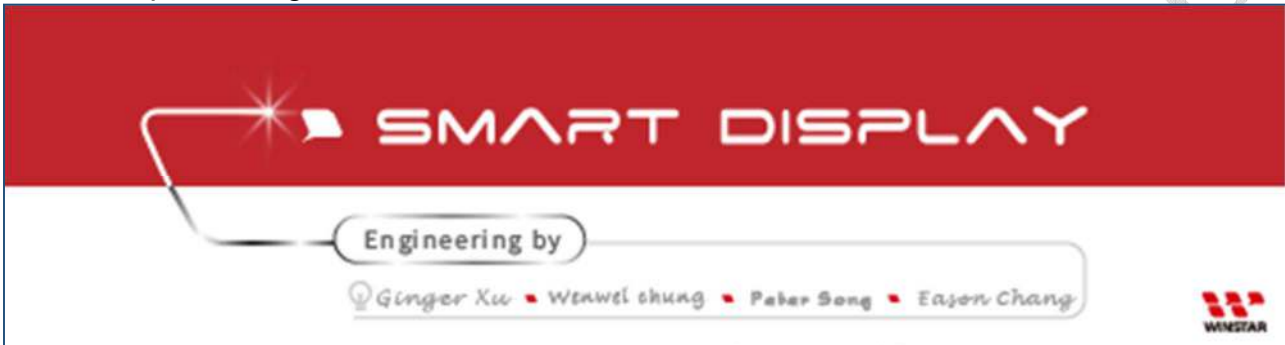 SMART DISPLAY
Engineering by
Ginger Xu ▪ Wenwei chung ▪ Peter Song ▪ Eason Chang
WINSTAR